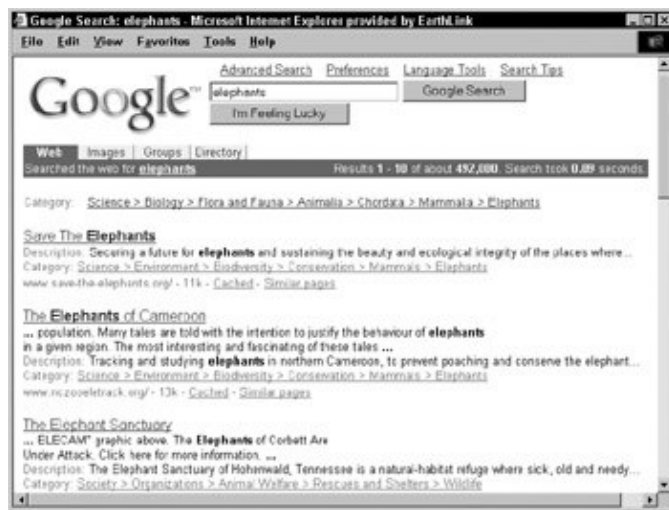 Google Search: elephants - Microsoft Internet Explorer provided by EarthLink
File Edit View Favorites Tools Help
Advanced Search Preferences Language Tools Search Tips
Google™ elephants Google Search
I'm Feeling Lucky
Web Images Groups Directory
Searched the web for elephants Results 1 - 10 of about 492,000. Search took 0.09 seconds.
Category: Science > Biology > Flora and Fauna > Animalia > Chordata > Mammalia > Elephants
Save The Elephants
Description: Securing a future for elephants and sustaining the beauty and ecological integrity of the places where...
Category: Science > Environment > Biodiversity > Conservation > Mammals > Elephants
www.save-the-elephants.org/ - 11k - Cached - Similar pages
The Elephants of Cameroon
... population. Many tales are told with the intention to justify the behaviour of elephants
in a given region. The most interesting and fascinating of these tales ...
Description: Tracking and studying elephants in northern Cameroon, to prevent poaching and conserve the elephant...
Category: Science > Environment > Biodiversity > Conservation > Mammals > Elephants
www.nczooeletrack.org/ - 13k - Cached - Similar pages
The Elephant Sanctuary
... ELECAM" graphic above. The Elephants of Corbett Are
Under Attack. Click here for more information. ...
Description: The Elephant Sanctuary of Hohenwald, Tennessee is a natural-habitat refuge where sick, old and needy...
Category: Society > Organizations > Animal Welfare > Rescues and Shelters > Wildlife